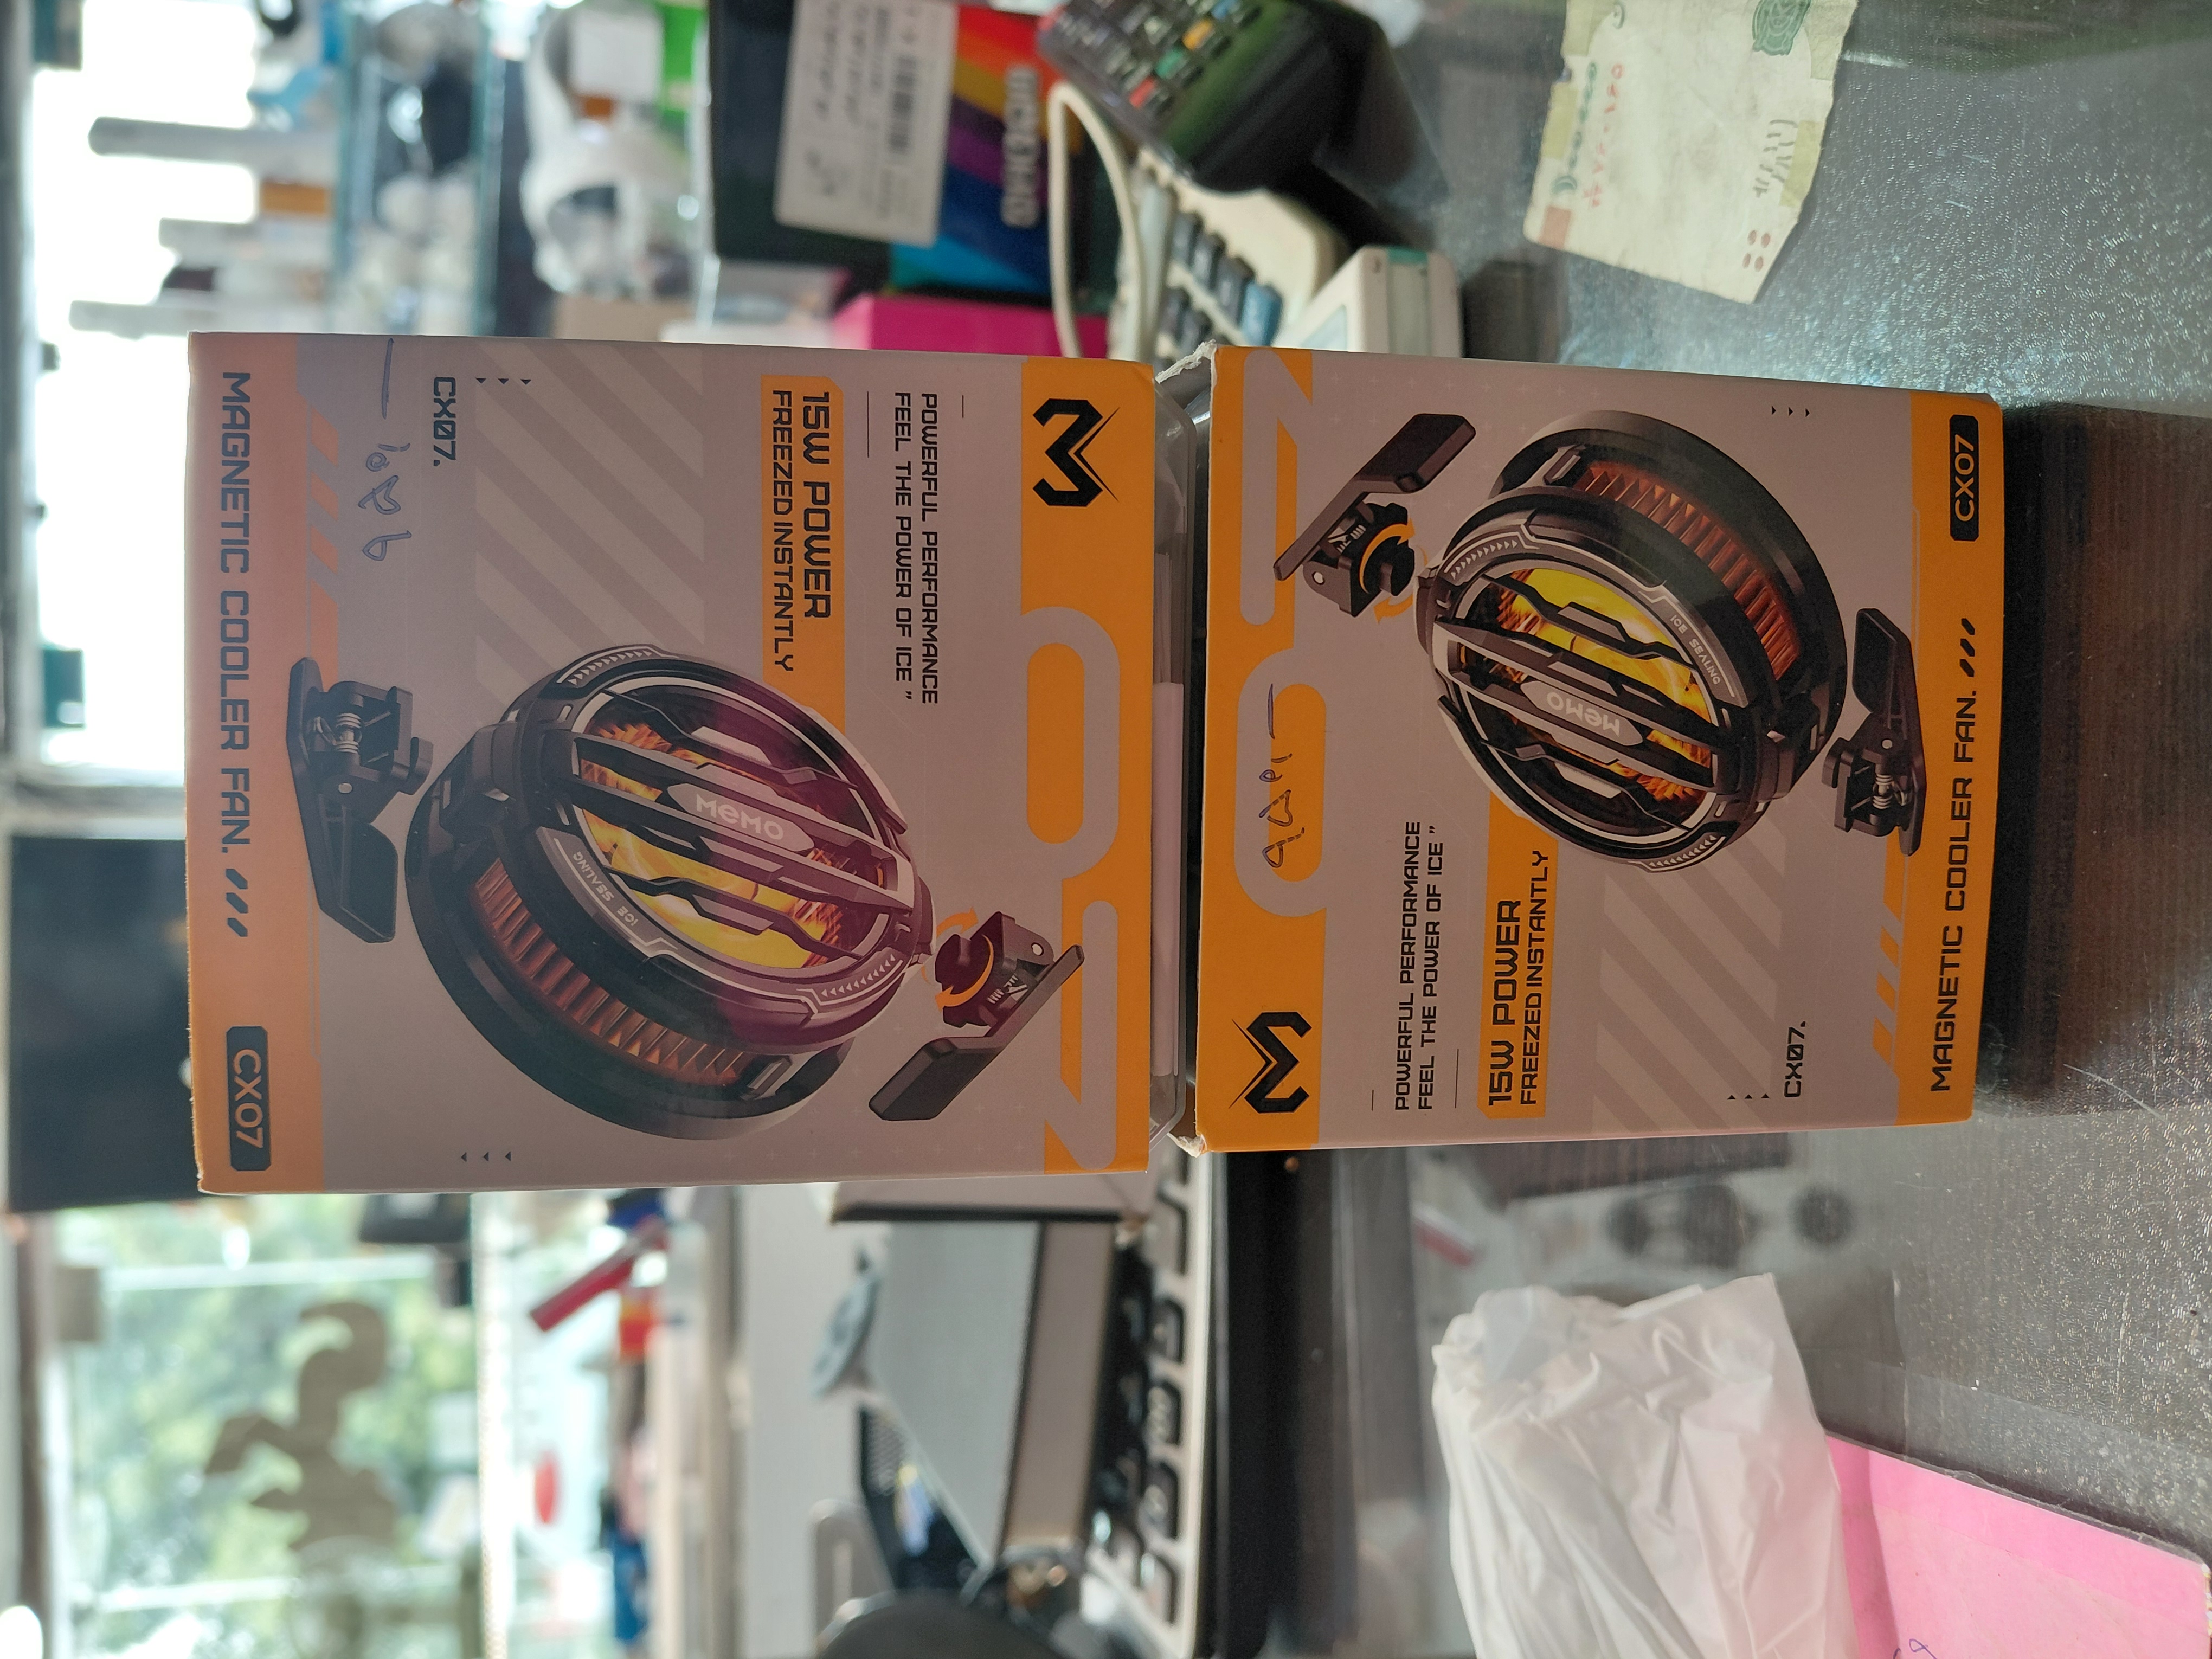 MAGNETIC COOLER FAN.
CX07
CX07.
MEMO
ICE SEALING
15W POWER
FREEZED INSTANTLY
POWERFUL PERFORMANCE
FEEL THE POWER OF ICE "
POWERFUL PERFORMANCE
FEEL THE POWER OF ICE "
15W POWER
FREEZED INSTANTLY
MEMO
ICE SEALING
CX07.
MAGNETIC COOLER FAN.
CX07